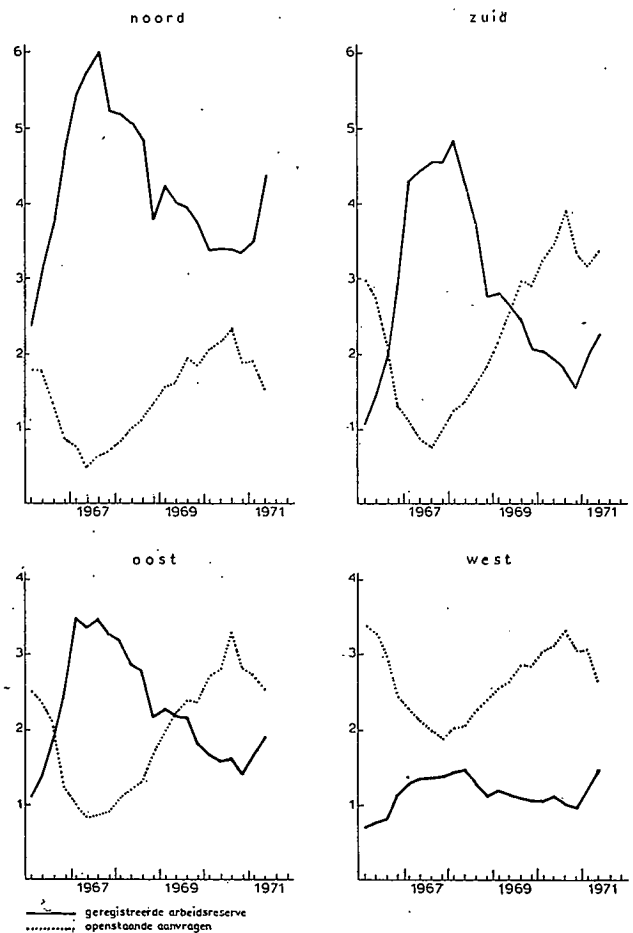 noord zuid
6 6
5 5
4 4
3 3
2 2
1 1
1967 1969 1971 1967 1969 1971
oost west
4 4
3 3
2 2
1 1
1967 1969 1971 1967 1969 1971
geregistreerde arbeidsreserve
openstaande aanvragen